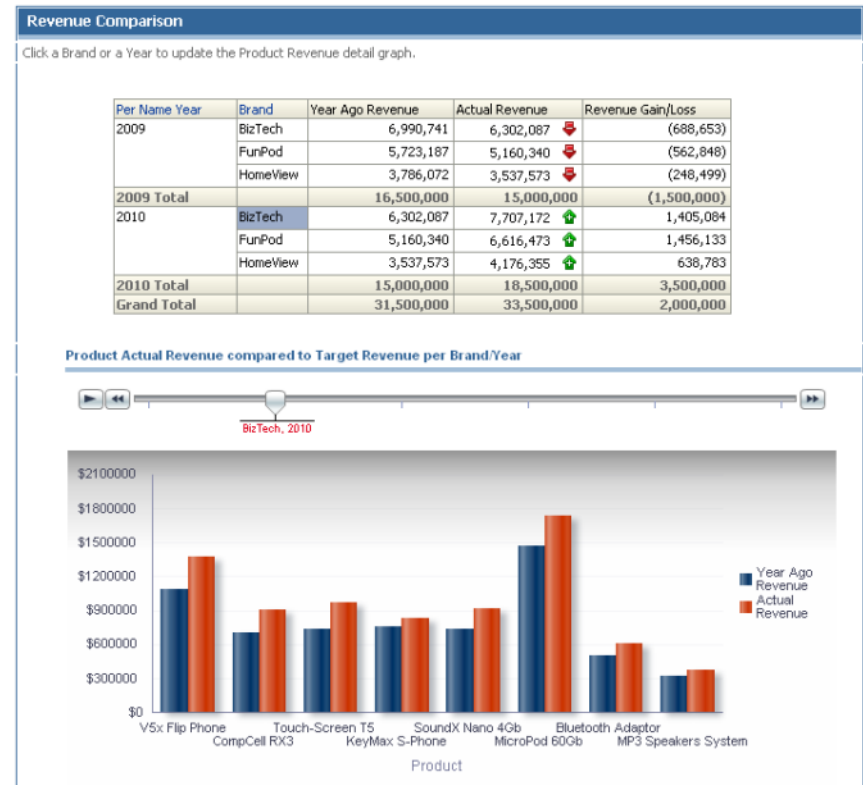 Revenue Comparison
Click a Brand or a Year to update the Product Revenue detail graph.
Per Name Year Brand Year Ago Revenue Actual Revenue Revenue Gain/Loss
2009 BizTech 6,990,741 6,302,087 (688,653)
FunPod 5,723,187 5,160,340 (562,848)
HomeView 3,786,072 3,537,573 (248,499)
2009 Total 16,500,000 15,000,000 (1,500,000)
2010 BizTech 6,302,087 7,707,172 1,405,084
FunPod 5,160,340 6,616,473 1,456,133
HomeView 3,537,573 4,176,355 638,783
2010 Total 15,000,000 18,500,000 3,500,000
Grand Total 31,500,000 33,500,000 2,000,000
Product Actual Revenue compared to Target Revenue per Brand/Year
BizTech, 2010
$2100000
$1800000
$1500000
$1200000
$900000
$600000
$300000
$0
Year Ago
Revenue
Actual
Revenue
V5x Flip Phone Touch-Screen T5 SoundX Nano 4Gb Bluetooth Adaptor
CompCell RX3 KeyMax S-Phone MicroPod 60Gb MP3 Speakers System
Product